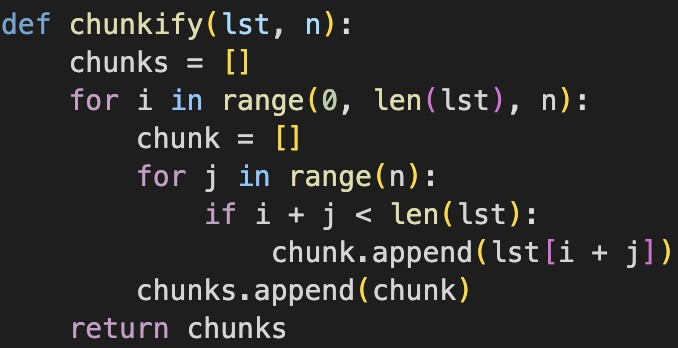 def chunkify(lst, n):
    chunks = []
    for i in range(0, len(lst), n):
        chunk = []
        for j in range(n):
            if i + j < len(lst):
                chunk.append(lst[i + j])
        chunks.append(chunk)
    return chunks